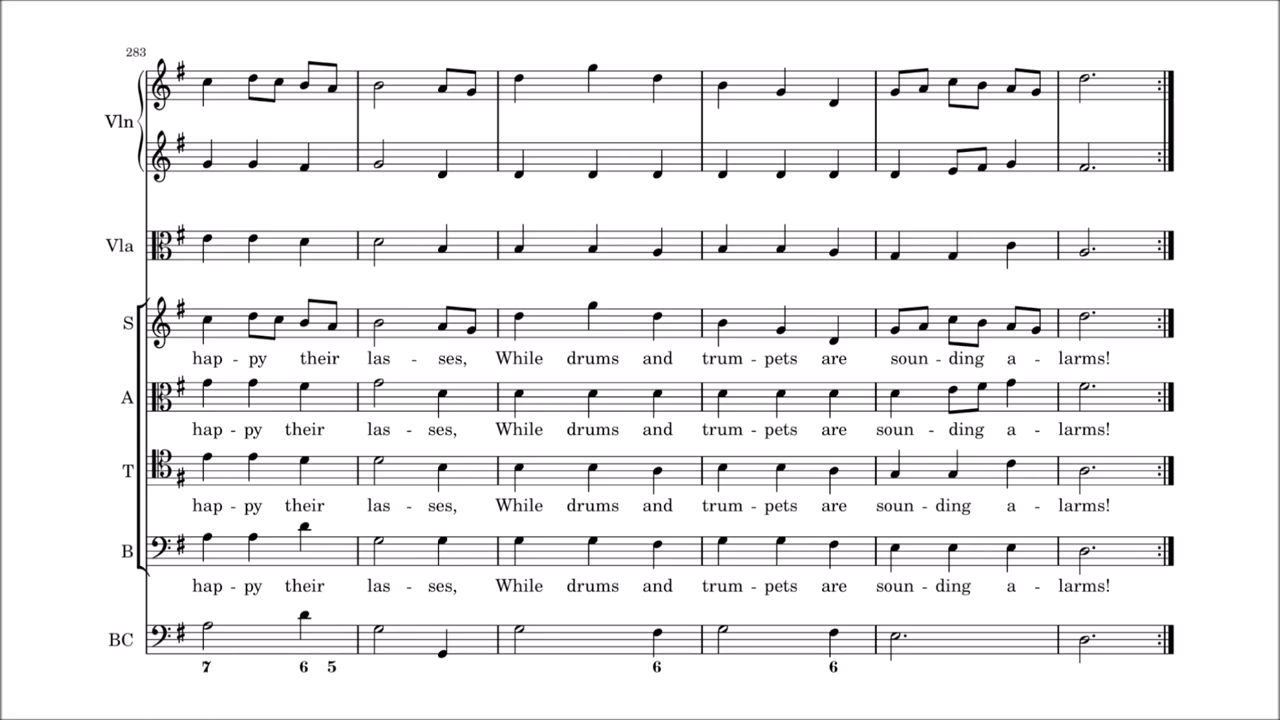 283
Vln
Vla
S
hap - py their las - ses, While drums and trum - pets are soun - ding a - larms!
A
hap - py their las - ses, While drums and trum - pets are soun - ding a - larms!
T
hap - py their las - ses, While drums and trum - pets are soun - ding a - larms!
B
hap - py their las - ses, While drums and trum - pets are soun - ding a - larms!
BC
7 6 5 6 6